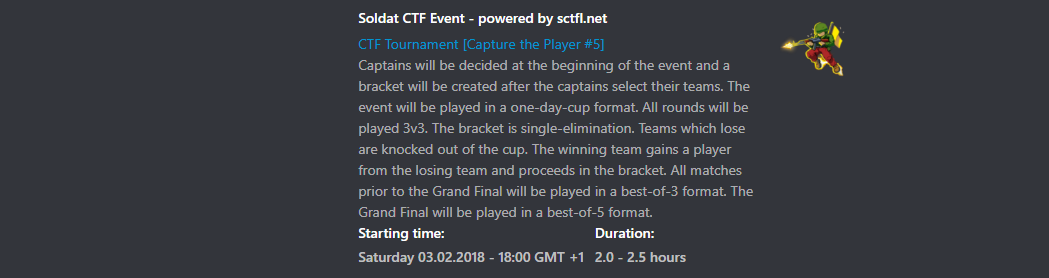 Soldat CTF Event - powered by sctfl.net
CTF Tournament [Capture the Player #5]
Captains will be decided at the beginning of the event and a
bracket will be created after the captains select their teams. The
event will be played in a one-day-cup format. All rounds will be
played 3v3. The bracket is single-elimination. Teams which lose
are knocked out of the cup. The winning team gains a player
from the losing team and proceeds in the bracket. All matches
prior to the Grand Final will be played in a best-of-3 format. The
Grand Final will be played in a best-of-5 format.
Starting time: Duration:
Saturday 03.02.2018 - 18:00 GMT +1 2.0 - 2.5 hours